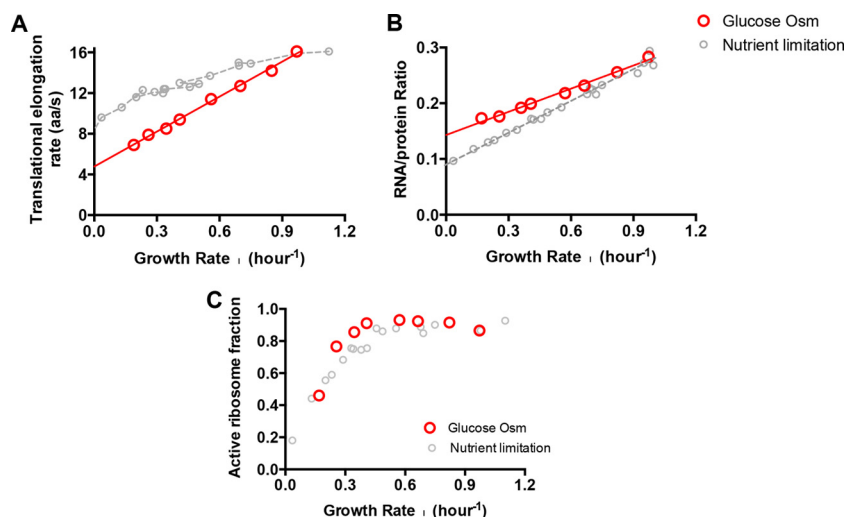 A
Translational elongation
rate (aa/s)
16
12
8
4
0
0.0 0.3 0.6 0.9 1.2
Growth Rate (hour-1)
B
RNA/protein Ratio
0.3
0.2
0.1
0.0
0.0 0.3 0.6 0.9 1.2
Growth Rate (hour-1)
Glucose Osm
Nutrient limitation
C
Active ribosome fraction
1.0
0.8
0.6
0.4
0.2
0.0
0.0 0.3 0.6 0.9 1.2
Growth Rate (hour-1)
Glucose Osm
Nutrient limitation